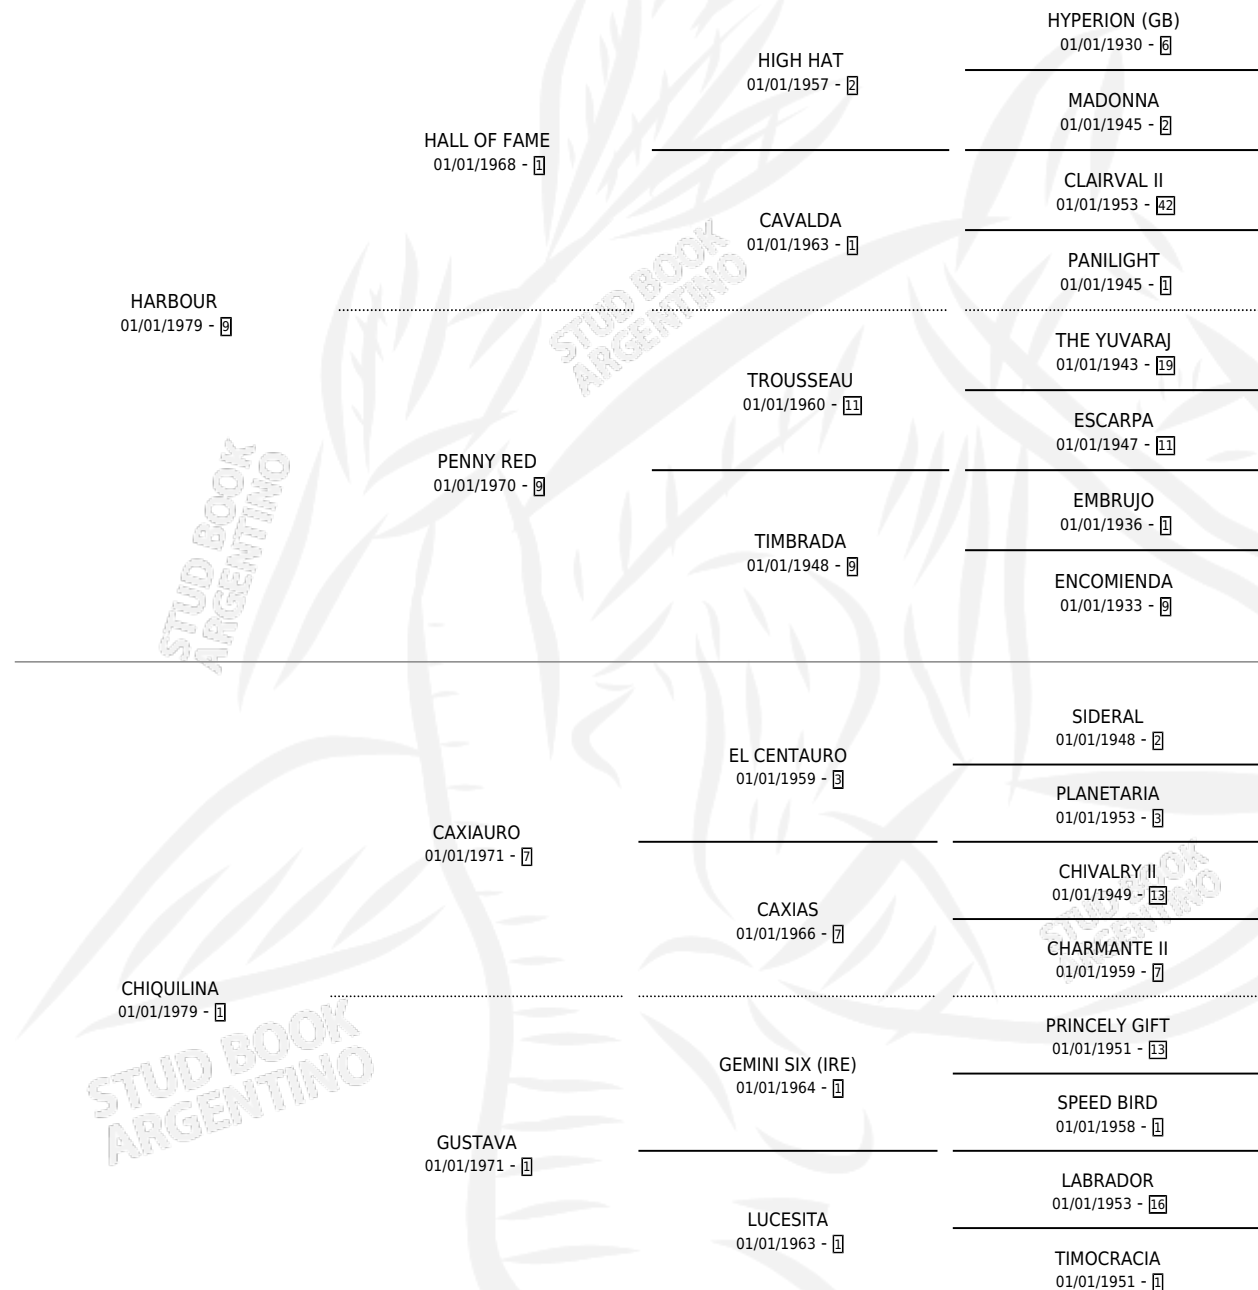 HYPERION (GB)
01/01/1930 - 6
HIGH HAT
01/01/1957 - 2
MADONNA
01/01/1945 - 2
HALL OF FAME
01/01/1968 - 1
CLAIRVAL II
01/01/1953 - 42
CAVALDA
01/01/1963 - 1
PANILIGHT
01/01/1945 - 1
HARBOUR
01/01/1979 - 9
STUD BOOK
ARGENTINO
THE YUVARAJ
01/01/1943 - 19
TROUSSEAU
01/01/1960 - 11
ESCARPA
01/01/1947 - 11
PENNY RED
01/01/1970 - 9
EMBRUJO
01/01/1936 - 1
TIMBRADA
01/01/1948 - 9
ENCOMIENDA
01/01/1933 - 9
STUD BOOK
ARGENTINO
SIDERAL
01/01/1948 - 2
EL CENTAURO
01/01/1959 - 3
PLANETARIA
01/01/1953 - 3
CAXIAURO
01/01/1971 - 7
CHIVALRY II
01/01/1949 - 13
CAXIAS
01/01/1966 - 7
CHARMANTE II
01/01/1959 - 7
STUD BOOK
ARGENTINO
CHIQUILINA
01/01/1979 - 1
PRINCELY GIFT
01/01/1951 - 13
GEMINI SIX (IRE)
01/01/1964 - 1
SPEED BIRD
01/01/1958 - 1
STUD BOOK
ARGENTINO
GUSTAVA
01/01/1971 - 1
LABRADOR
01/01/1953 - 16
LUCESITA
01/01/1963 - 1
TIMOCRACIA
01/01/1951 - 1